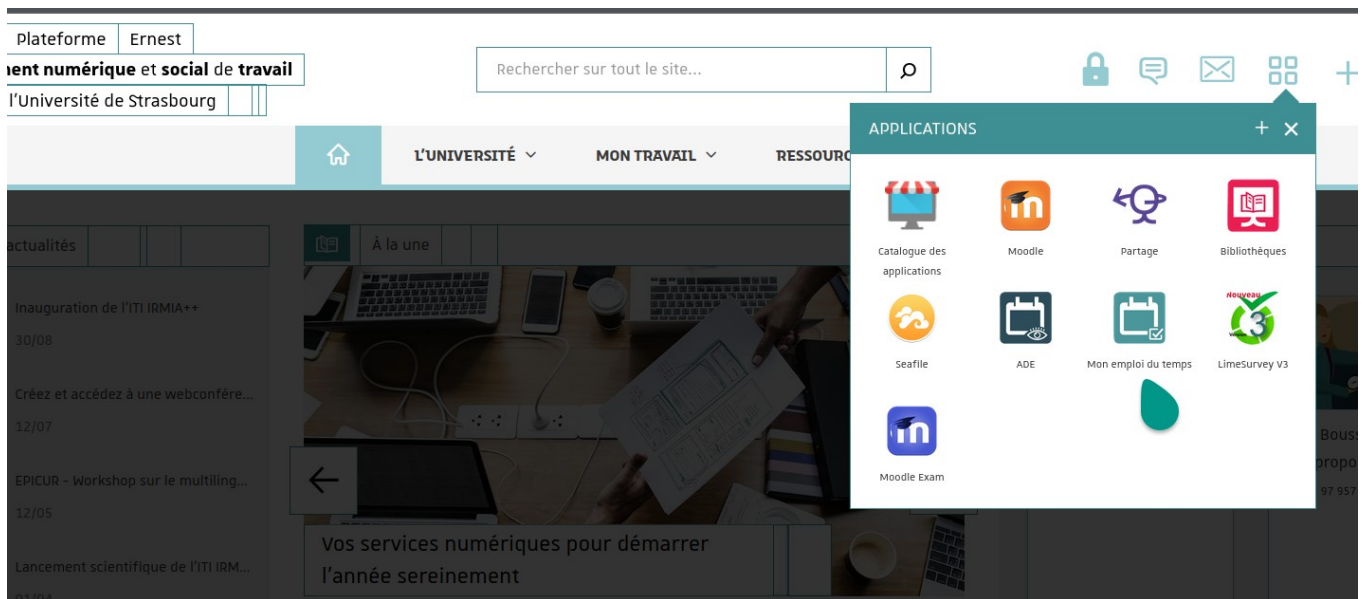 Plateforme Ernest
ment numérique et social de travail
l'Université de Strasbourg
Rechercher sur tout le site...
L'UNIVERSITÉ
MON TRAVAIL
RESSOURC
APPLICATIONS
Catalogue des
applications
Moodle
Partage
Bibliothèques
Nouveau
3
Seafile
ADE
Mon emploi du temps
LimeSurvey V3
Moodle Exam
actualités
Inauguration de l'ITI IRMIA++
30/08
Créez et accédez à une webconfére...
12/07
EPICUR - Workshop sur le multiling...
12/05
Lancement scientifique de l'ITI IRM...
À la une
Vos services numériques pour démarrer
l'année sereinement
Bouss
propo
97 957